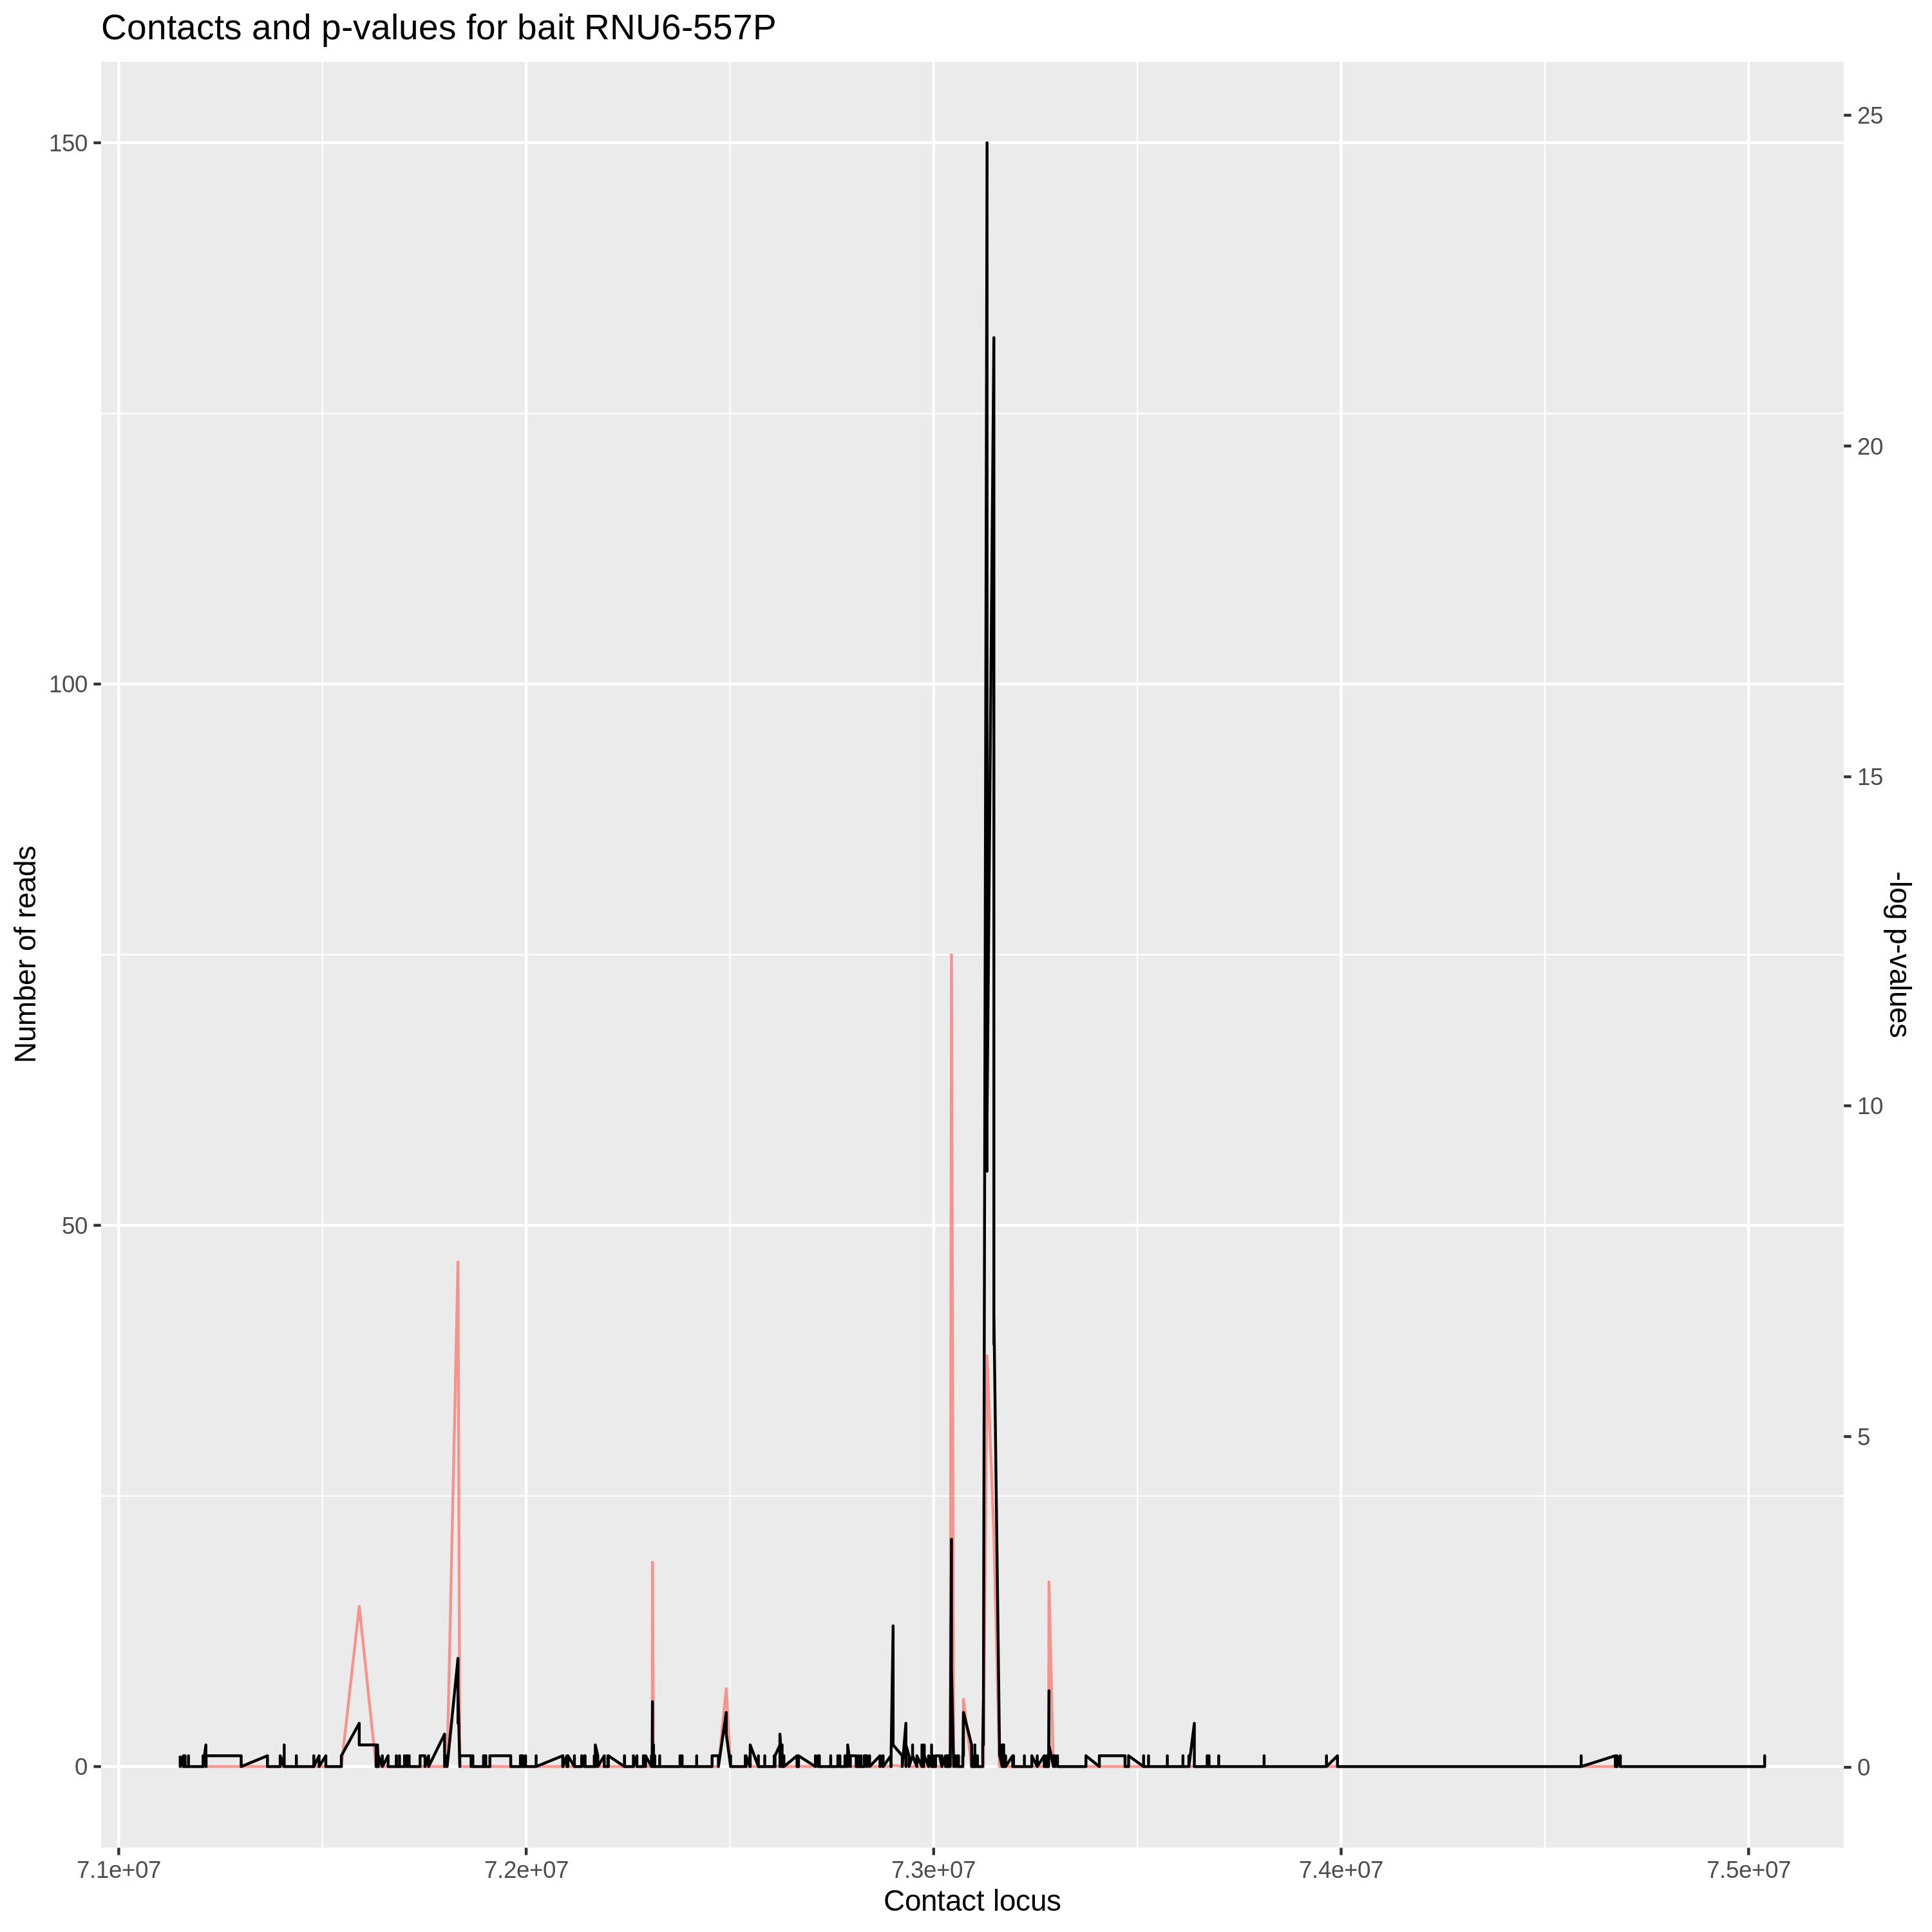 Contacts and p-values for bait RNU6-557P
150
100
50
0
Number of reads
25
20
15
10
5
0
-log p-values
7.1e+07
7.2e+07
7.3e+07
7.4e+07
7.5e+07
Contact locus